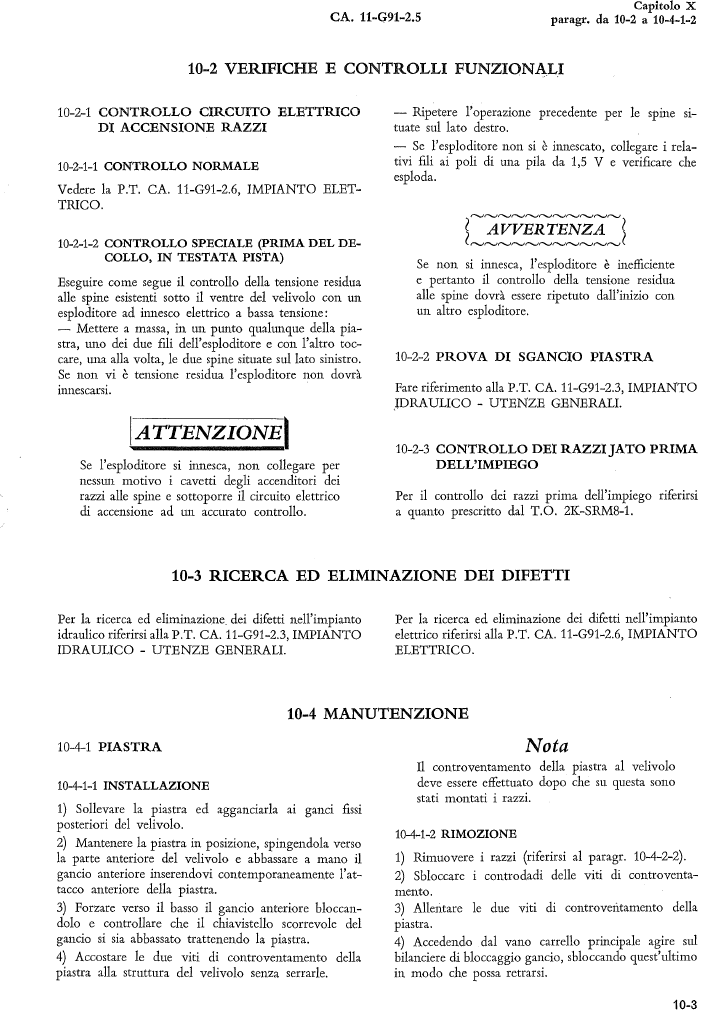 CA. 11-G91-2.5
Capitolo X
paragr. da 10-2 a 10-4-1-2
10-2 VERIFICHE E CONTROLLI FUNZIONALI
10-2-1 CONTROLLO CIRCUITO ELETTRICO
DI ACCENSIONE RAZZI
10-2-1-1 CONTROLLO NORMALE
Vedere la P.T. CA. 11-G91-2.6, IMPIANTO ELET-
TRICO.
10-2-1-2 CONTROLLO SPECIALE (PRIMA DEL DE-
COLLO, IN TESTATA PISTA)
Eseguire come segue il controllo della tensione residua
alle spine esistenti sotto il ventre del velivolo con un
esploditore ad innesco elettrico a bassa tensione:
— Mettere a massa, in un punto qualunque della pia-
stra, uno dei due fili dell'esploditore e con l'altro toc-
care, una alla volta, le due spine situate sul lato sinistro.
Se non vi è tensione residua l'esploditore non dovrà
innescarsi.
ATTENZIONE
Se l'esploditore si innesca, non collegare per
nessun motivo i cavetti degli accenditori dei
razzi alle spine e sottoporre il circuito elettrico
di accensione ad un accurato controllo.
— Ripetere l'operazione precedente per le spine si-
tuate sul lato destro.
— Se l'esploditore non si è innescato, collegare i rela-
tivi fili ai poli di una pila da 1,5 V e verificare che
esploda.
AVVERTENZA
Se non si innesca, l'esploditore è inefficiente
e pertanto il controllo della tensione residua
alle spine dovrà essere ripetuto dall'inizio con
un altro esploditore.
10-2-2 PROVA DI SGANCIO PIASTRA
Fare riferimento alla P.T. CA. 11-G91-2.3, IMPIANTO
IDRAULICO - UTENZE GENERALI.
10-2-3 CONTROLLO DEI RAZZI JATO PRIMA
DELL'IMPIEGO
Per il controllo dei razzi prima dell'impiego riferirsi
a quanto prescritto dal T.O. 2K-SRM8-1.
10-3 RICERCA ED ELIMINAZIONE DEI DIFETTI
Per la ricerca ed eliminazione dei difetti nell'impianto
idraulico riferirsi alla P.T. CA. 11-G91-2.3, IMPIANTO
IDRAULICO - UTENZE GENERALI.
Per la ricerca ed eliminazione dei difetti nell'impianto
elettrico riferirsi alla P.T. CA. 11-G91-2.6, IMPIANTO
ELETTRICO.
10-4 MANUTENZIONE
10-4-1 PIASTRA
10-4-1-1 INSTALLAZIONE
1) Sollevare la piastra ed agganciarla ai ganci fissi
posteriori del velivolo.
2) Mantenere la piastra in posizione, spingendola verso
la parte anteriore del velivolo e abbassare a mano il
gancio anteriore inserendovi contemporaneamente l'at-
tacco anteriore della piastra.
3) Forzare verso il basso il gancio anteriore bloccan-
dolo e controllare che il chiavistello scorrevole del
gancio si sia abbassato trattenendo la piastra.
4) Accostare le due viti di controventamento della
piastra alla struttura del velivolo senza serrarle.
Nota
Il controventamento della piastra al velivolo
deve essere effettuato dopo che su questa sono
stati montati i razzi.
10-4-1-2 RIMOZIONE
1) Rimuovere i razzi (riferirsi al paragr. 10-4-2-2).
2) Sbloccare i controdadi delle viti di controventa-
mento.
3) Allentare le due viti di controventamento della
piastra.
4) Accedendo dal vano carrello principale agire sul
bilanciere di bloccaggio gancio, sbloccando quest'ultimo
in modo che possa retrarsi.
10-3